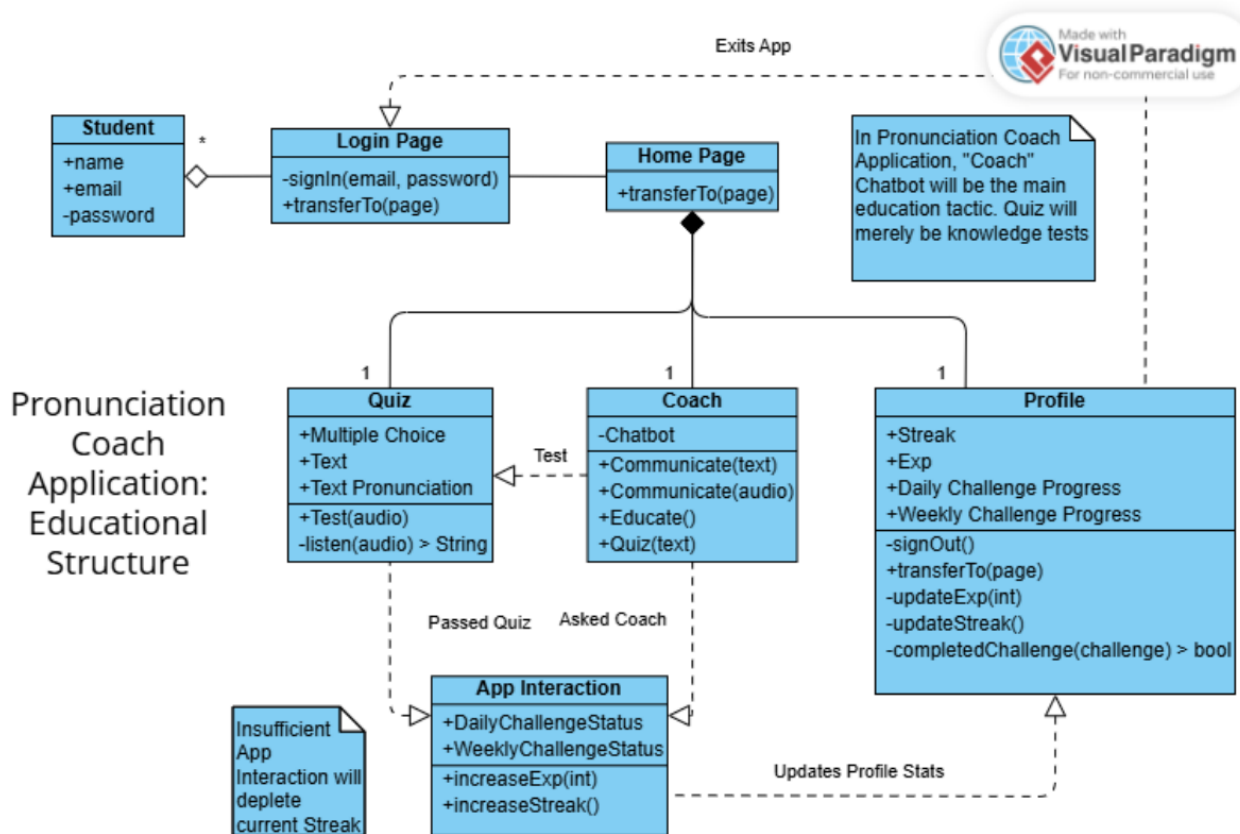 Exits App
Made with
Visual Paradigm
For non-commercial use
Student
+name
+email
-password
*
Login Page
-signIn(email, password)
+transferTo(page)
Home Page
+transferTo(page)
In Pronunciation Coach
Application, "Coach"
Chatbot will be the main
education tactic. Quiz will
merely be knowledge tests
Pronunciation
Coach
Application:
Educational
Structure
1
Quiz
+Multiple Choice
+Text
+Text Pronunciation
+Test(audio)
-listen(audio) > String
Test
1
Coach
-Chatbot
+Communicate(text)
+Communicate(audio)
+Educate()
+Quiz(text)
1
Profile
+Streak
+Exp
+Daily Challenge Progress
+Weekly Challenge Progress
-signOut()
+transferTo(page)
-updateExp(int)
-updateStreak()
-completedChallenge(challenge) > bool
Passed Quiz
Asked Coach
App Interaction
+DailyChallengeStatus
+WeeklyChallengeStatus
+increaseExp(int)
+increaseStreak()
Insufficient
App
Interaction will
deplete
current Streak
Updates Profile Stats